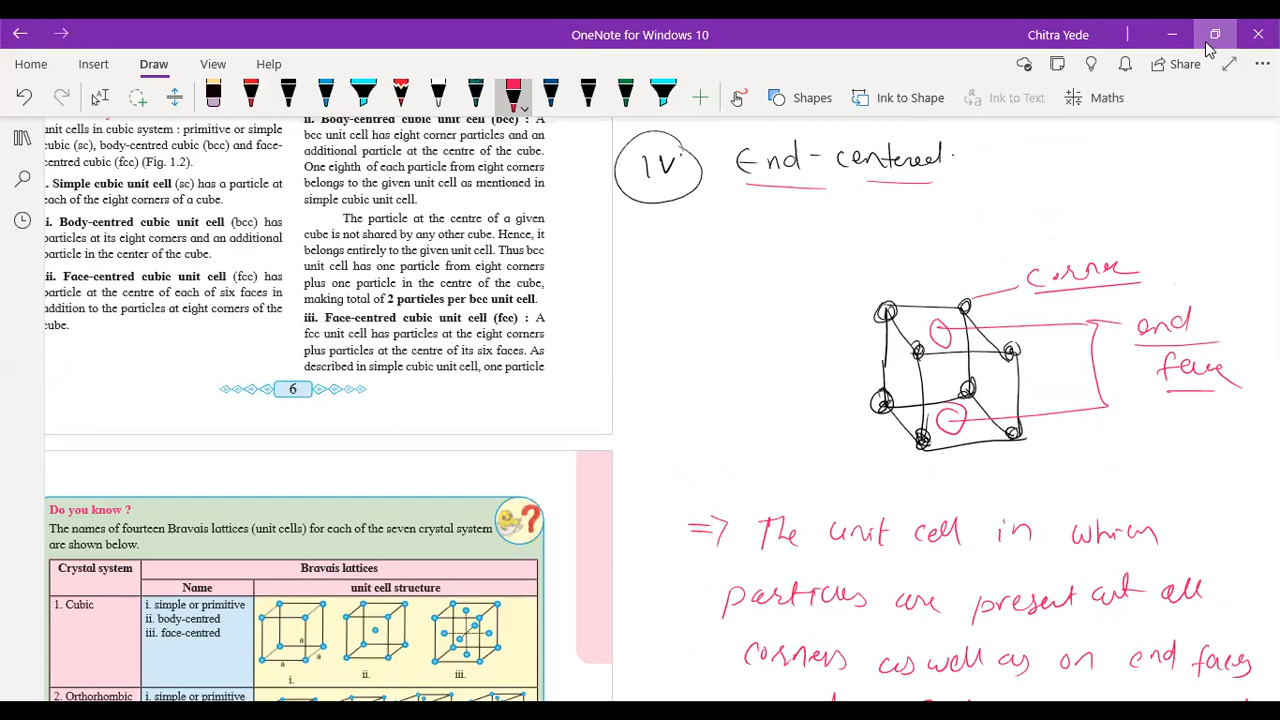 OneNote for Windows 10
Chitra Yede
Home Insert Draw View Help
Share
Shapes Ink to Shape Ink to Text Maths
unit cells in cubic system : primitive or simple
cubic (sc), body-centred cubic (bcc) and face-
centred cubic (fcc) (Fig. 1.2).
. Simple cubic unit cell (sc) has a particle at
each of the eight corners of a cube.
i. Body-centred cubic unit cell (bcc) has
particles at its eight corners and an additional
particle in the center of the cube.
ii. Face-centred cubic unit cell (fcc) has
particle at the centre of each of six faces in
addition to the particles at eight corners of the
cube.
ii. Body-centred cubic unit cell (bcc) : A
bcc unit cell has eight corner particles and an
additional particle at the centre of the cube.
One eighth of each particle from eight corners
belongs to the given unit cell as mentioned in
simple cubic unit cell.
The particle at the centre of a given
cube is not shared by any other cube. Hence, it
belongs entirely to the given unit cell. Thus bcc
unit cell has one particle from eight corners
plus one particle in the centre of the cube,
making total of 2 particles per bcc unit cell.
iii. Face-centred cubic unit cell (fcc) : A
fcc unit cell has particles at the eight corners
plus particles at the centre of its six faces. As
described in simple cubic unit cell, one particle
6
Do you know ?
The names of fourteen Bravais lattices (unit cells) for each of the seven crystal system
are shown below.
Crystal system Bravais lattices
Name unit cell structure
1. Cubic
i. simple or primitive
ii. body-centred
iii. face-centred
a
a
a
i. ii. iii.
2. Orthorhombic i. simple or primitive
IV
End-centered.
corner
end
face
=> The unit cell in which
particles are present at all
corners as well as on end faces